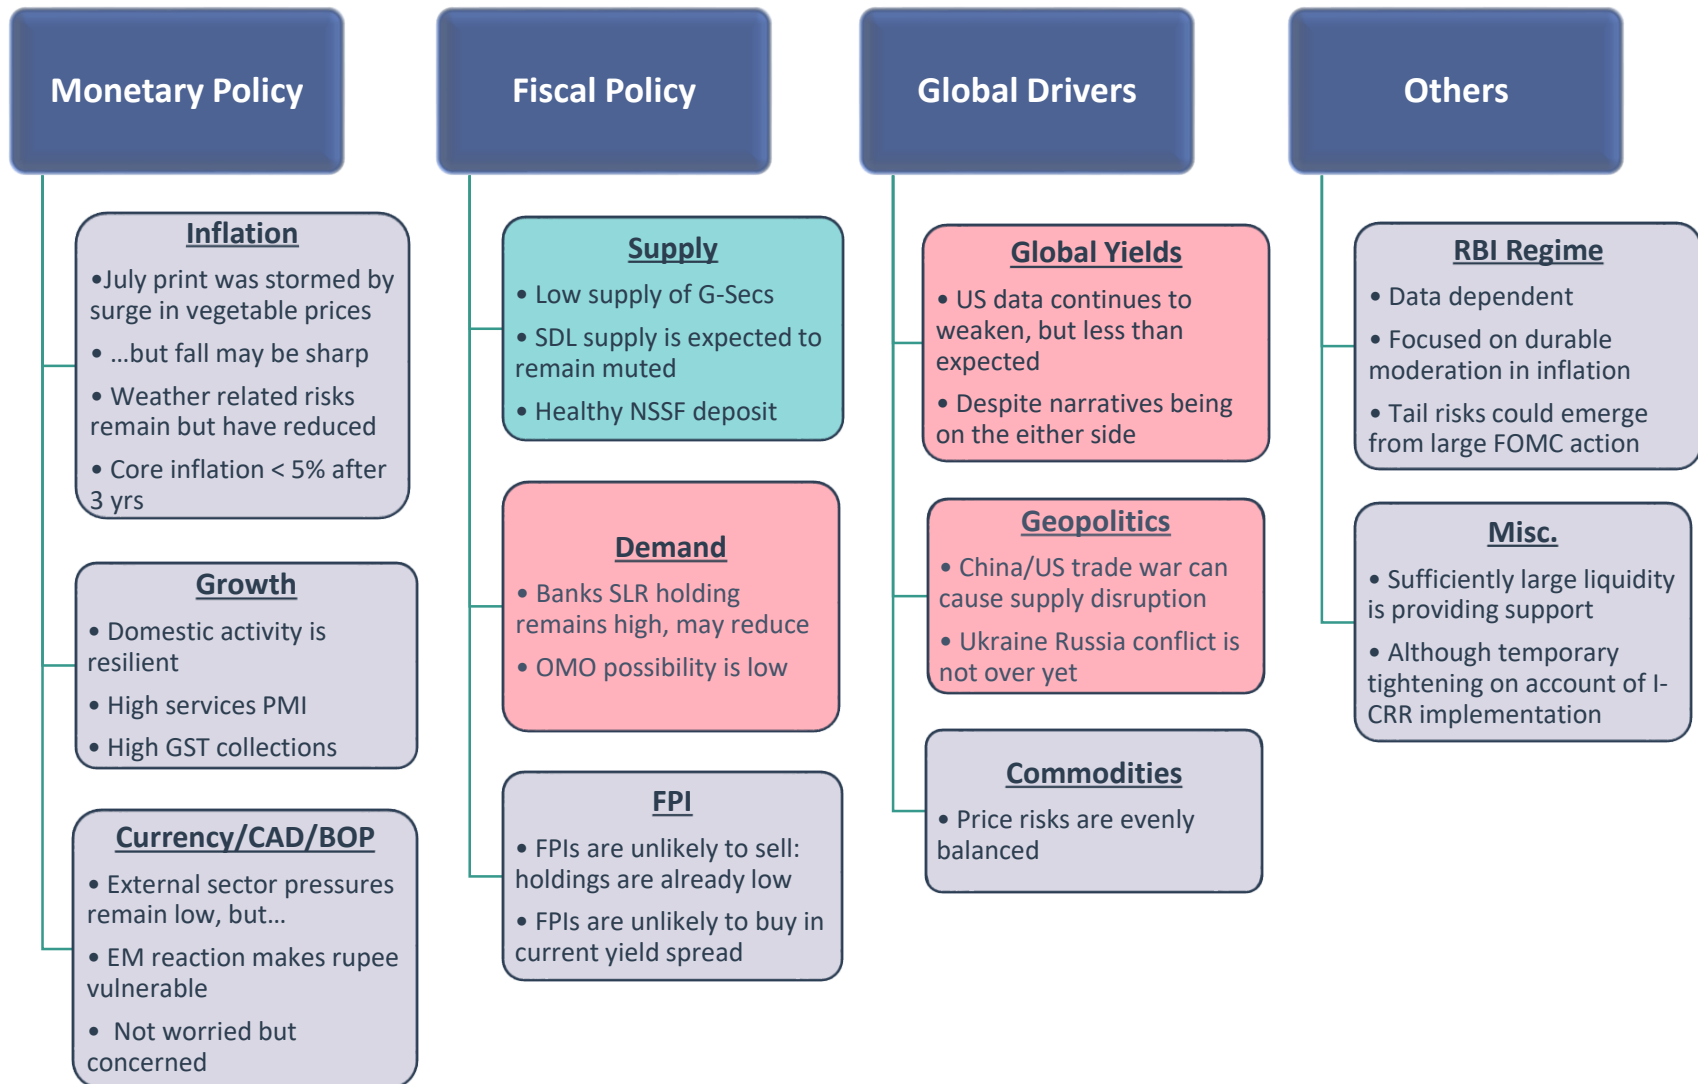 Monetary Policy
Inflation
•July print was stormed by
surge in vegetable prices
• ...but fall may be sharp
• Weather related risks
remain but have reduced
• Core inflation < 5% after
3 yrs
Growth
• Domestic activity is
resilient
• High services PMI
• High GST collections
Currency/CAD/BOP
• External sector pressures
remain low, but...
• EM reaction makes rupee
vulnerable
• Not worried but
concerned
Fiscal Policy
Supply
• Low supply of G-Secs
• SDL supply is expected to
remain muted
• Healthy NSSF deposit
Demand
• Banks SLR holding
remains high, may reduce
• OMO possibility is low
FPI
• FPIs are unlikely to sell:
holdings are already low
• FPIs are unlikely to buy in
current yield spread
Global Drivers
Global Yields
• US data continues to
weaken, but less than
expected
• Despite narratives being
on the either side
Geopolitics
• China/US trade war can
cause supply disruption
• Ukraine Russia conflict is
not over yet
Commodities
• Price risks are evenly
balanced
Others
RBI Regime
• Data dependent
• Focused on durable
moderation in inflation
• Tail risks could emerge
from large FOMC action
Misc.
• Sufficiently large liquidity
is providing support
• Although temporary
tightening on account of I-
CRR implementation